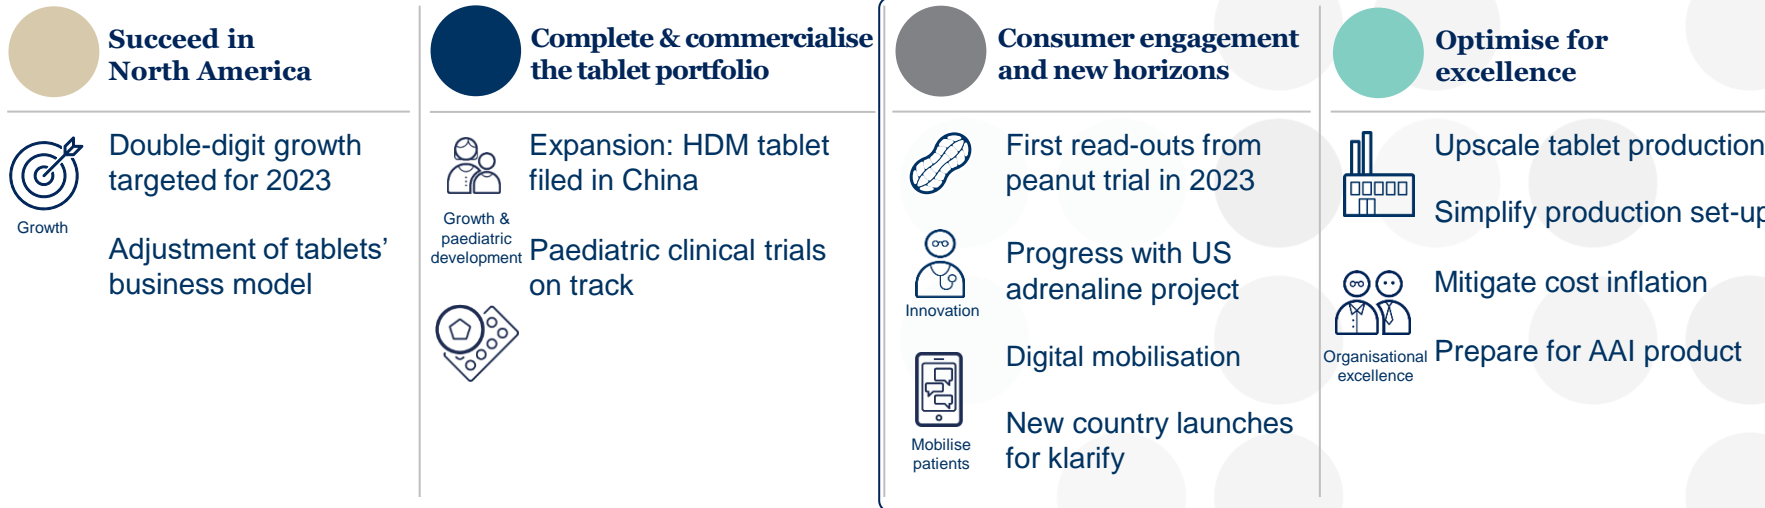 Succeed in
North America
Growth
Double-digit growth
targeted for 2023
Adjustment of tablets’
business model
Complete & commercialise
the tablet portfolio
Growth &
paediatric
development
Expansion: HDM tablet
filed in China
Paediatric clinical trials
on track
Consumer engagement
and new horizons
First read-outs from
peanut trial in 2023
Innovation
Progress with US
adrenaline project
Digital mobilisation
Mobilise
patients
New country launches
for klarify
Optimise for
excellence
Upscale tablet production
Simplify production set-up
Organisational
excellence
Mitigate cost inflation
Prepare for AAI product